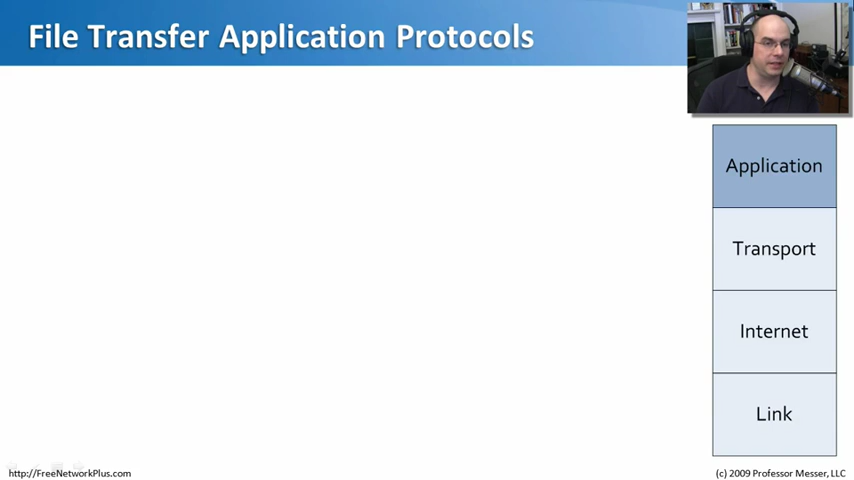 File Transfer Application Protocols
Application
Transport
Internet
Link
http://FreeNetworkPlus.com
(c) 2009 Professor Messer, LLC